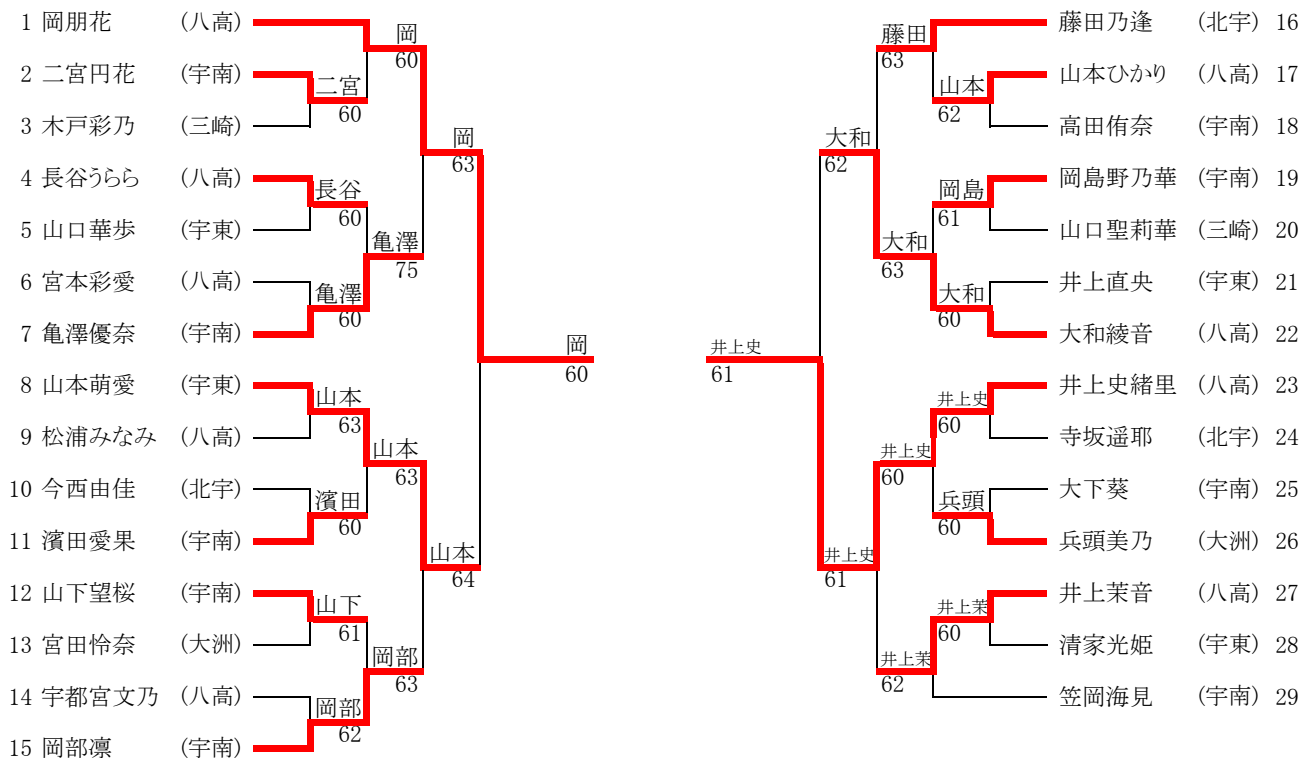 1 岡朋花 (八高)
2 二宮円花 (宇南)
3 木戸彩乃 (三崎)
4 長谷うらら (八高)
5 山口華歩 (宇東)
6 宮本彩愛 (八高)
7 亀澤優奈 (宇南)
8 山本萌愛 (宇東)
9 松浦みなみ (八高)
10 今西由佳 (北宇)
11 濱田愛果 (宇南)
12 山下望桜 (宇南)
13 宮田怜奈 (大洲)
14 宇都宮文乃 (八高)
15 岡部凛 (宇南)
二宮
60
長谷
60
亀澤
60
山本
63
濱田
60
山下
61
岡部
62
岡
60
亀澤
75
山本
63
岡部
63
岡
63
山本
64
岡
60
井上史
61
大和
62
井上史
61
藤田
63
大和
63
井上史
60
井上茉
62
山本
62
岡島
61
大和
60
井上史
60
兵頭
60
井上茉
60
藤田乃逢 (北宇) 16
山本ひかり (八高) 17
高田侑奈 (宇南) 18
岡島野乃華 (宇南) 19
山口聖莉華 (三崎) 20
井上直央 (宇東) 21
大和綾音 (八高) 22
井上史緒里 (八高) 23
寺坂遥耶 (北宇) 24
大下葵 (宇南) 25
兵頭美乃 (大洲) 26
井上茉音 (八高) 27
清家光姫 (宇東) 28
笠岡海見 (宇南) 29